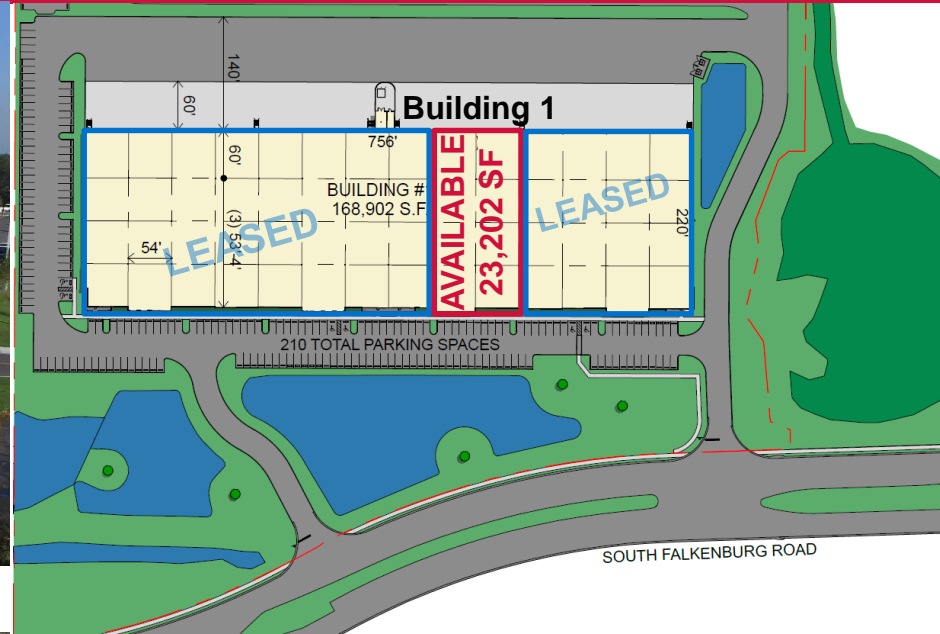 140'
60'
Building 1
756'
60'
BUILDING #
168,902 S.F.
LEASED
(3) 53'-4'
54'
AVAILABLE
23,202 SF
LEASED
220'
210 TOTAL PARKING SPACES
SOUTH FALKENBURG ROAD